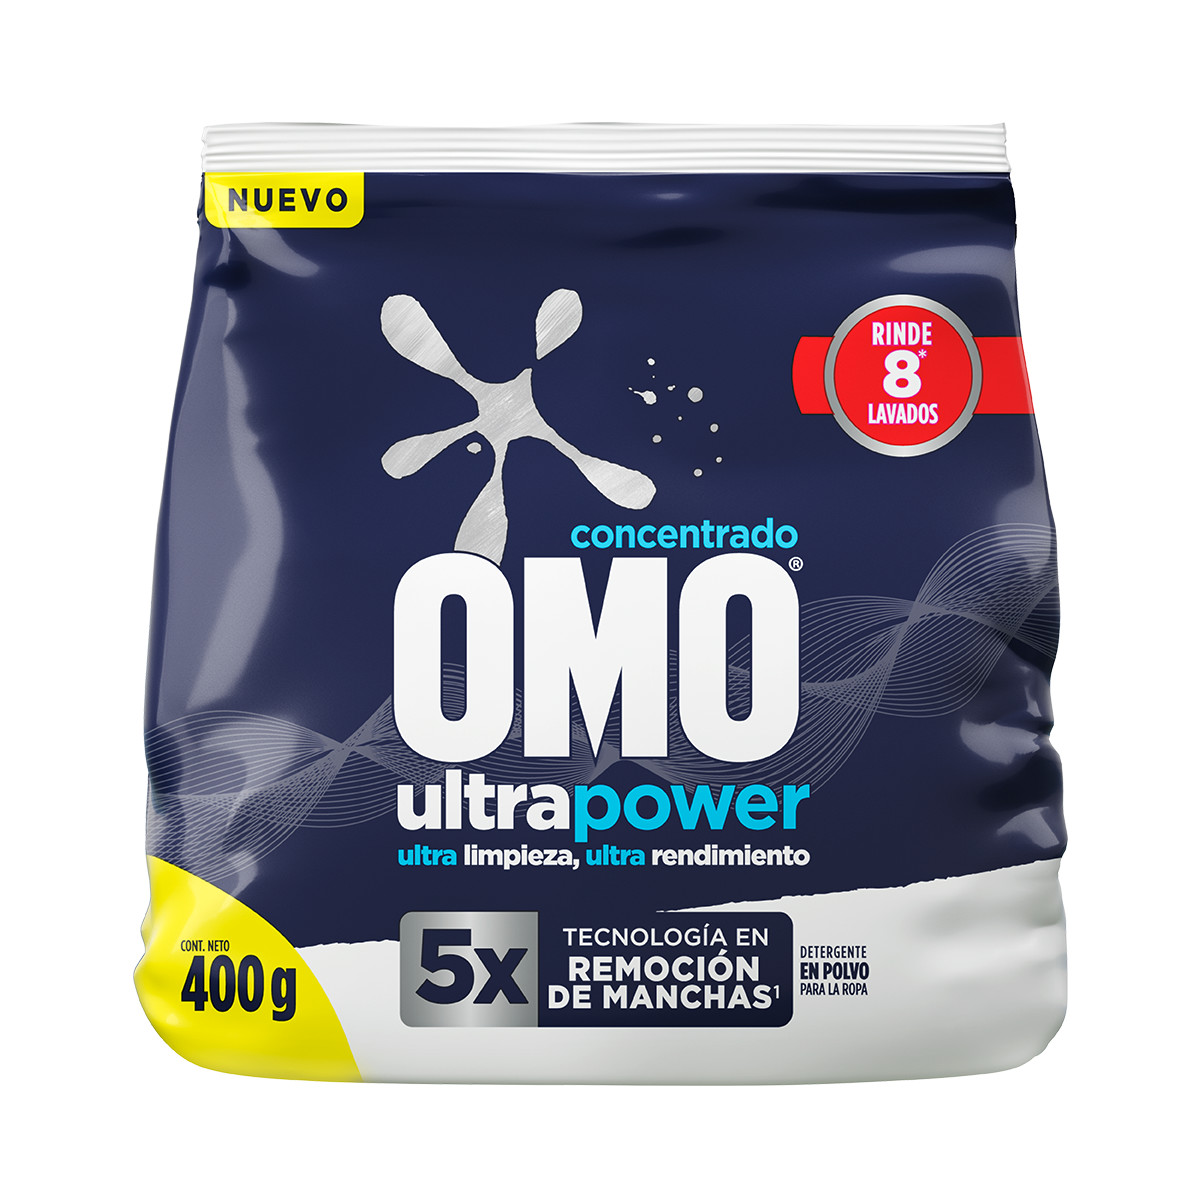 NUEVO
RINDE
8*
LAVADOS
concentrado
OMO®
ultrapower
ultra limpieza, ultra rendimiento
CONT. NETO
400g
5x
TECNOLOGÍA EN
REMOCIÓN
DE MANCHAS¹
DETERGENTE
EN POLVO
PARA LA ROPA